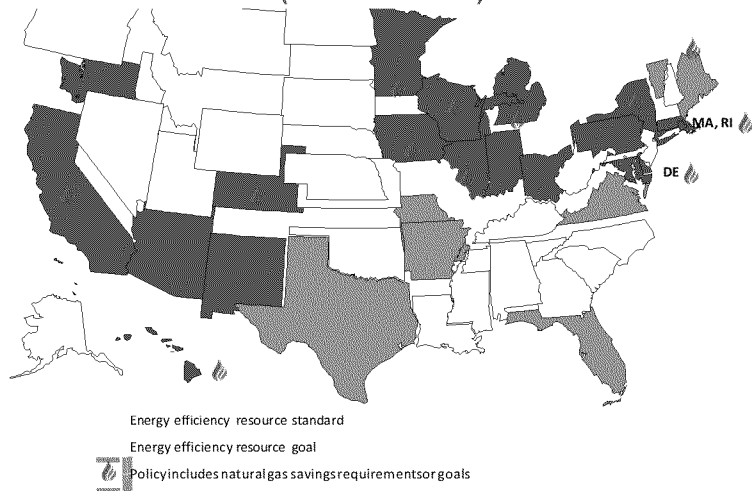 MA, RI
DE
Energy efficiency resource standard
Energy efficiency resource goal
Policy includes natural gas savings requirements or goals